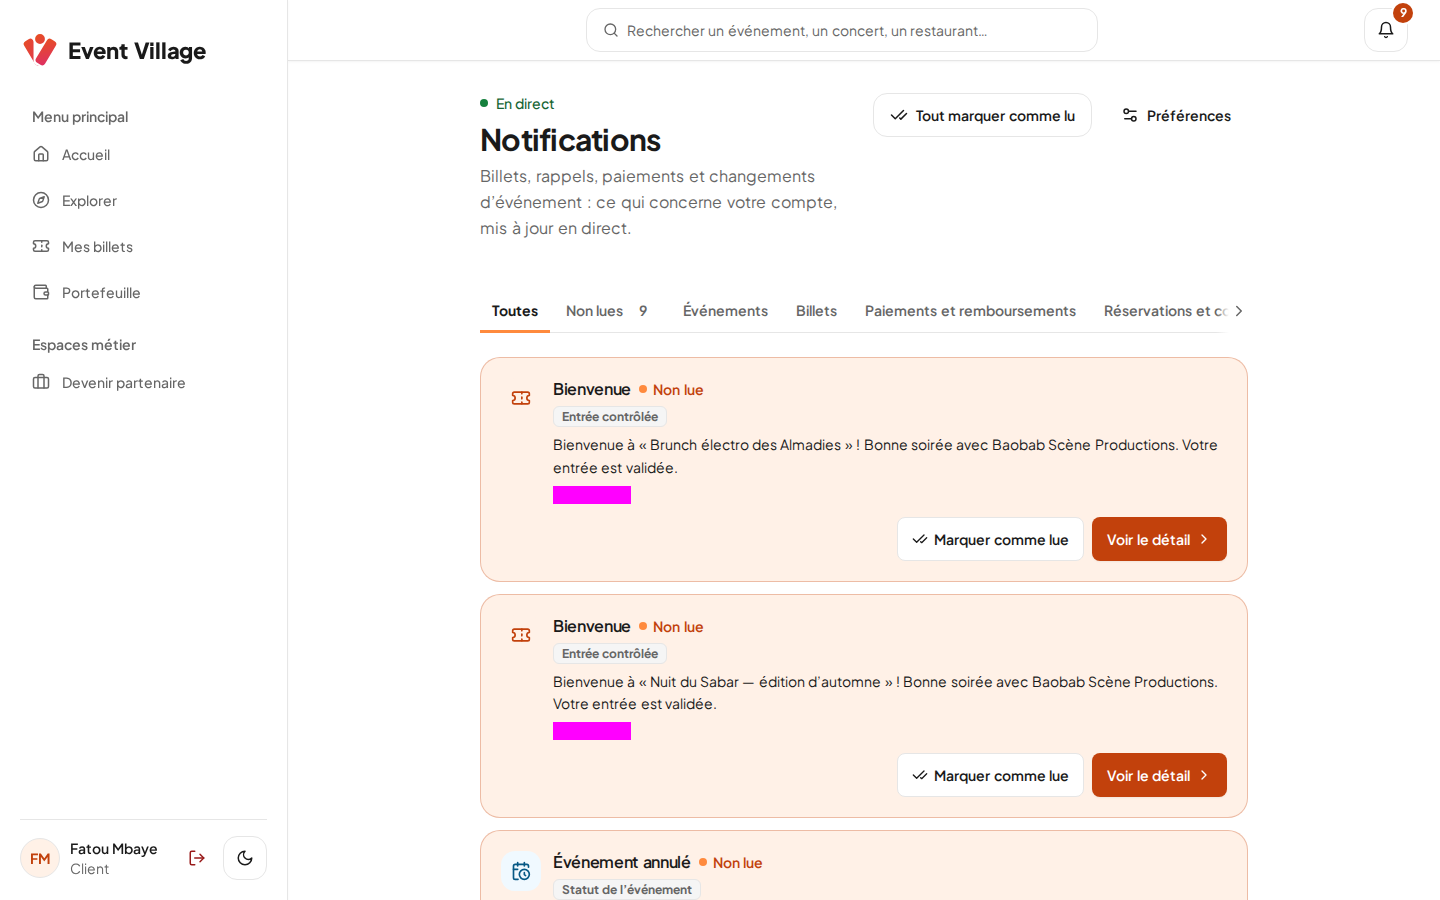 Event Village
Rechercher un événement, un concert, un restaurant...
9
Menu principal
Accueil
Explorer
Mes billets
Portefeuille
Espaces métier
Devenir partenaire
Fatou Mbaye
Client
FM
En direct
Notifications
Billets, rappels, paiements et changements
d’événement : ce qui concerne votre compte,
mis à jour en direct.
Tout marquer comme lu
Préférences
Toutes
Non lues 9
Événements
Billets
Paiements et remboursements
Réservations et co
Bienvenue
Non lue
Entrée contrôlée
Bienvenue à « Brunch électro des Almadies » ! Bonne soirée avec Baobab Scène Productions. Votre
entrée est validée.
Marquer comme lue
Voir le détail
Bienvenue
Non lue
Entrée contrôlée
Bienvenue à « Nuit du Sabar — édition d’automne » ! Bonne soirée avec Baobab Scène Productions.
Votre entrée est validée.
Marquer comme lue
Voir le détail
Événement annulé
Non lue
Statut de l’événement